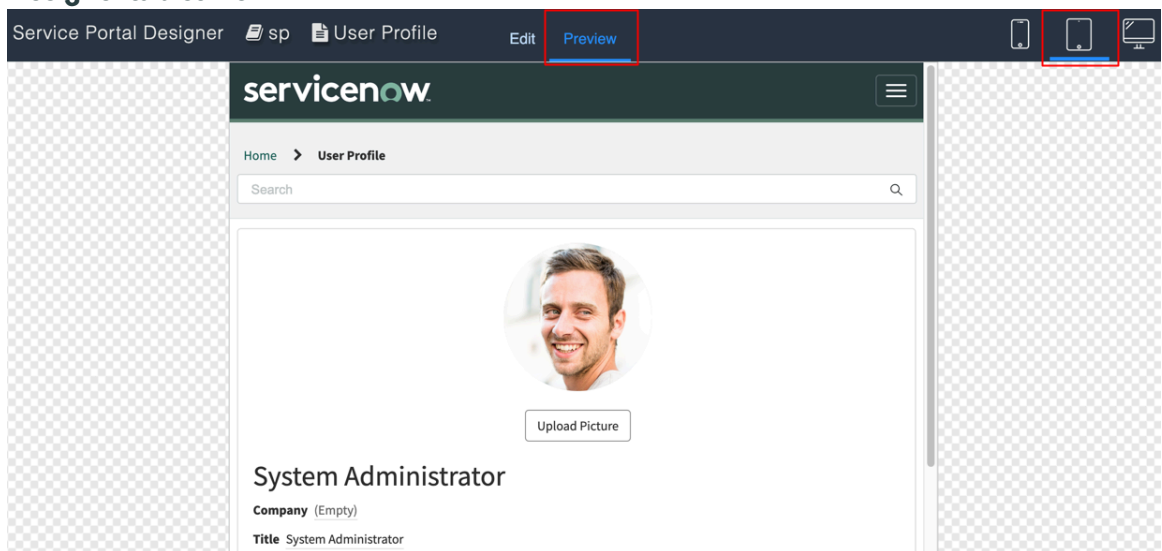 Service Portal Designer sp User Profile Edit Preview
servicenow
Home User Profile
Search
Upload Picture
System Administrator
Company (Empty)
Title System Administrator